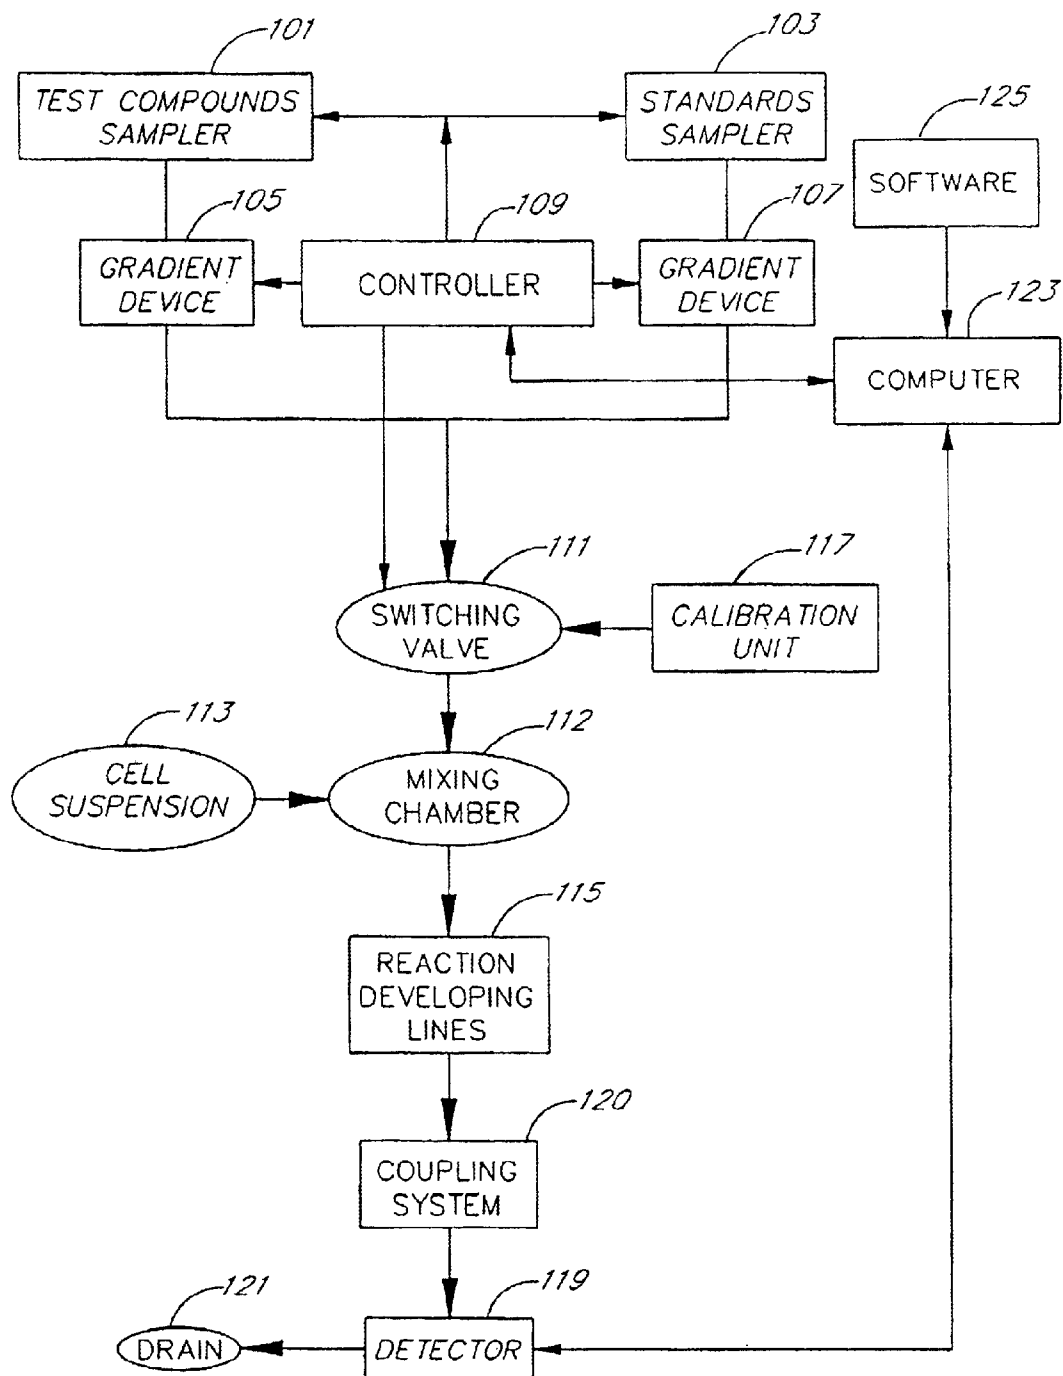 101
103
TEST COMPOUNDS
SAMPLER
STANDARDS
SAMPLER
125
SOFTWARE
105
109
107
GRADIENT
DEVICE
CONTROLLER
GRADIENT
DEVICE
123
COMPUTER
111
117
SWITCHING
VALVE
CALIBRATION
UNIT
113
112
CELL
SUSPENSION
MIXING
CHAMBER
115
REACTION
DEVELOPING
LINES
120
COUPLING
SYSTEM
121
119
DRAIN
DETECTOR